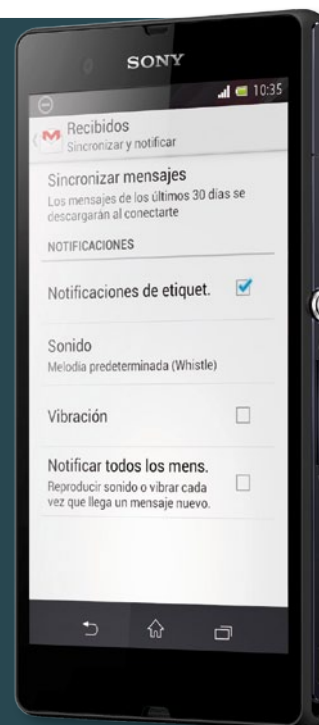 SONY
10:35
Recibidos
Sincronizar y notificar
Sincronizar mensajes
Los mensajes de los últimos 30 días se
descargarán al conectarte
NOTIFICACIONES
Notificaciones de etiquet.
Sonido
Melodía predeterminada (Whistle)
Vibración
Notificar todos los mens.
Reproducir sonido o vibrar cada
vez que llega un mensaje nuevo.